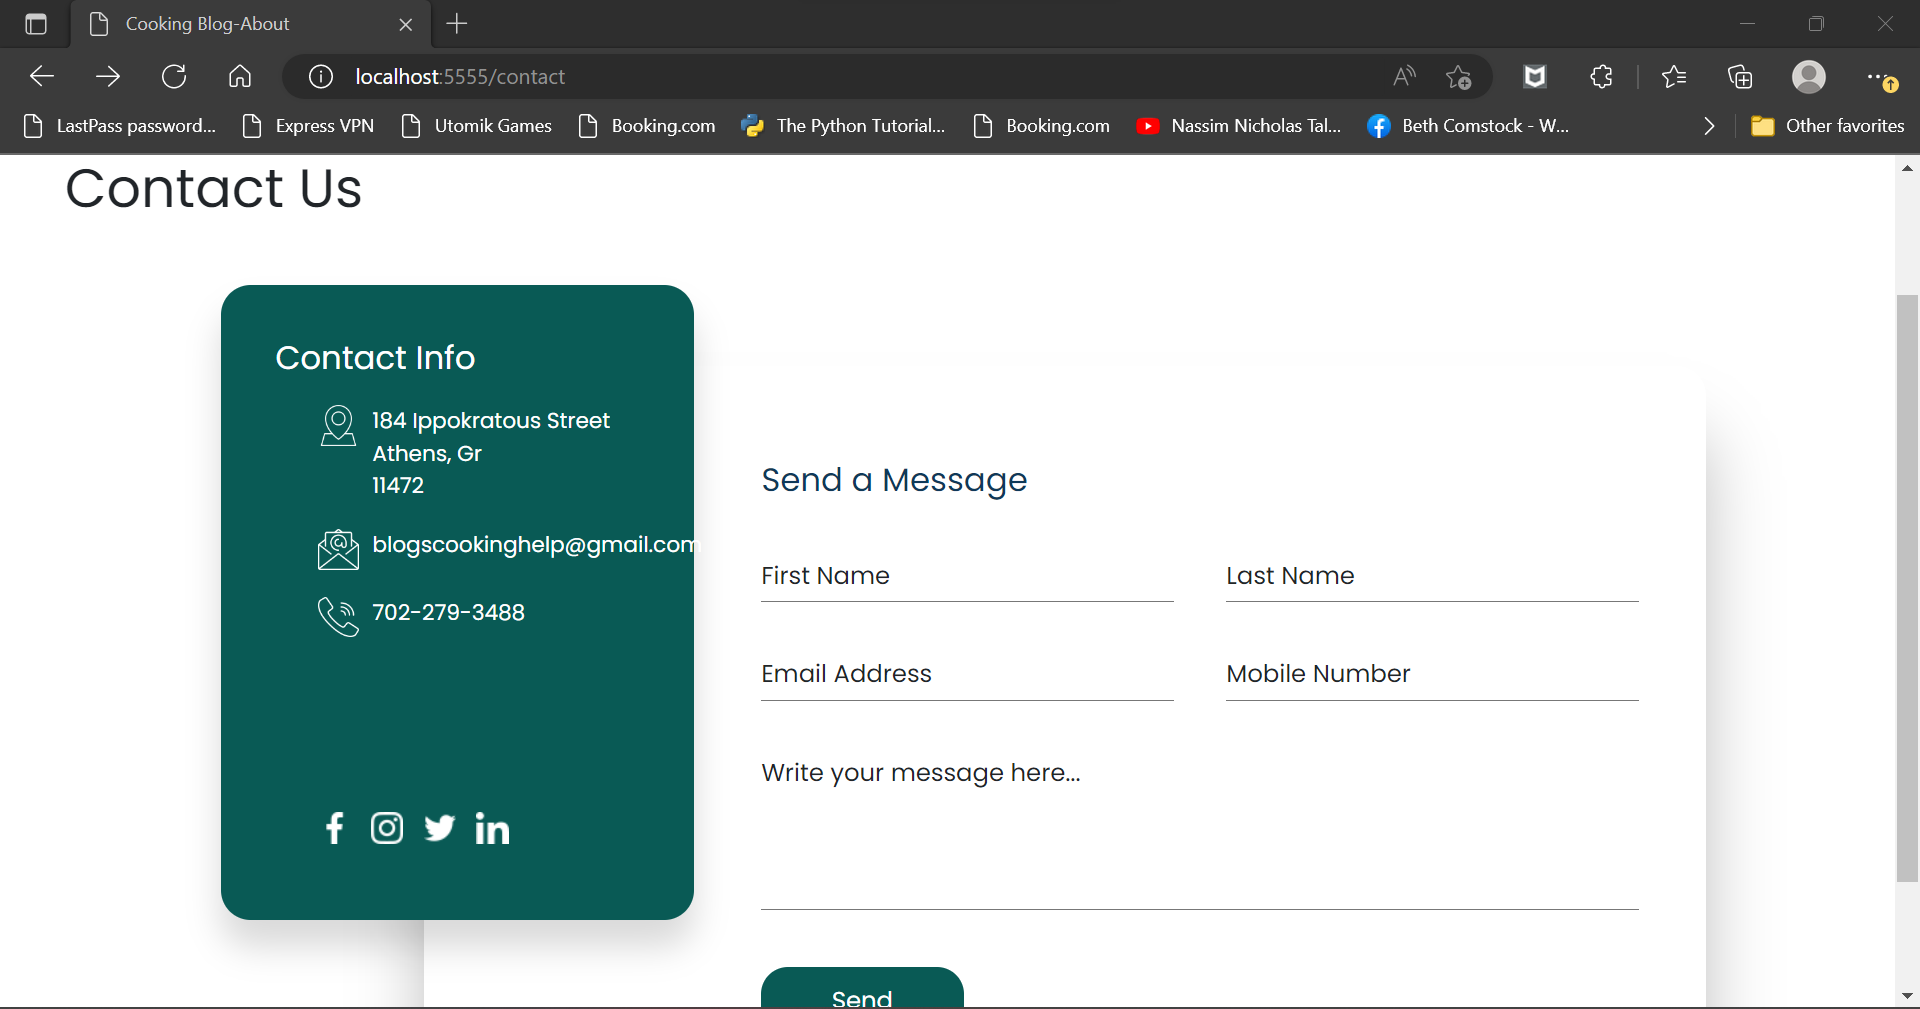 Cooking Blog-About
localhost:5555/contact
LastPass password... Express VPN Utomik Games Booking.com The Python Tutorial... Booking.com Nassim Nicholas Tal... Beth Comstock - W... Other favorites
Contact Us
Contact Info
184 Ippokratous Street
Athens, Gr
11472
blogscookinghelp@gmail.com
702-279-3488
Send a Message
First Name Last Name
Email Address Mobile Number
Write your message here...
Send